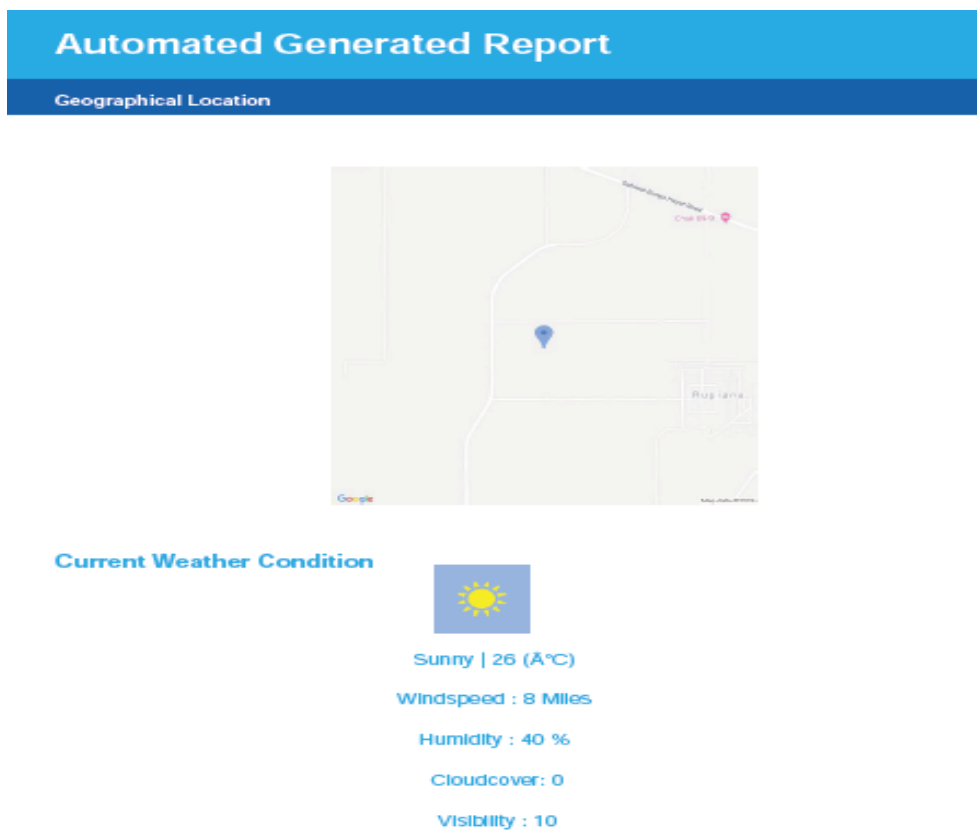 Automated Generated Report
Geographical Location
Google
Current Weather Condition
Sunny | 26 (Â°C)
Windspeed : 8 Miles
Humidity : 40 %
Cloudcover: 0
Visibility : 10